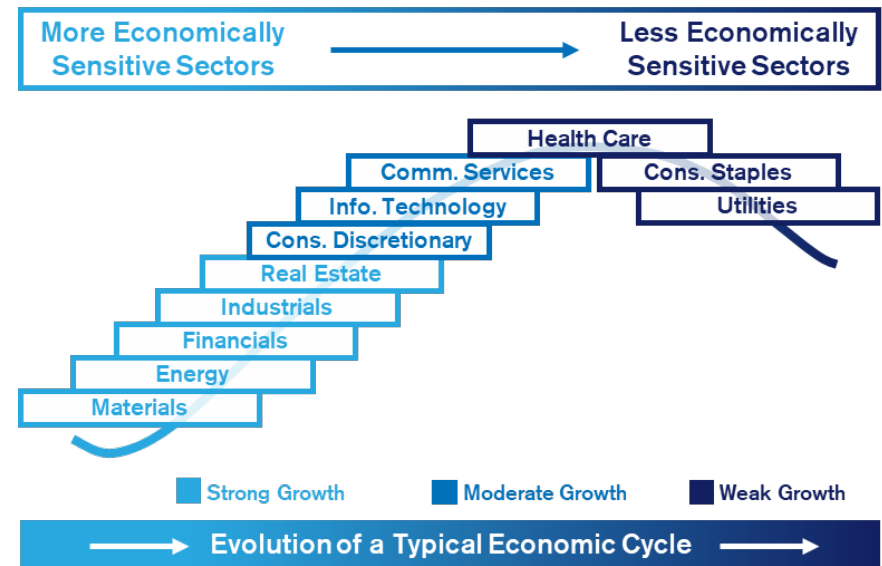 More Economically
Sensitive Sectors
Less Economically
Sensitive Sectors
Health Care
Comm. Services
Cons. Staples
Info. Technology
Utilities
Cons. Discretionary
Real Estate
Industrials
Financials
Energy
Materials
Strong Growth
Moderate Growth
Weak Growth
Evolution of a Typical Economic Cycle